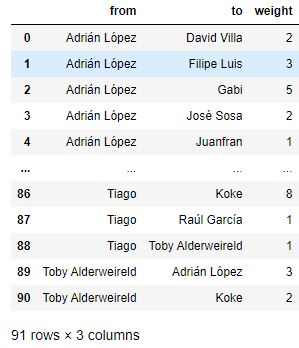 from to weight
0 Adrián López David Villa 2
1 Adrián López Filipe Luis 3
2 Adrián López Gabi 5
3 Adrián López José Sosa 2
4 Adrián López Juanfran 1
... ... ... ...
86 Tiago Koke 8
87 Tiago Raúl García 1
88 Tiago Toby Alderweireld 1
89 Toby Alderweireld Adrián López 3
90 Toby Alderweireld Koke 2
91 rows × 3 columns